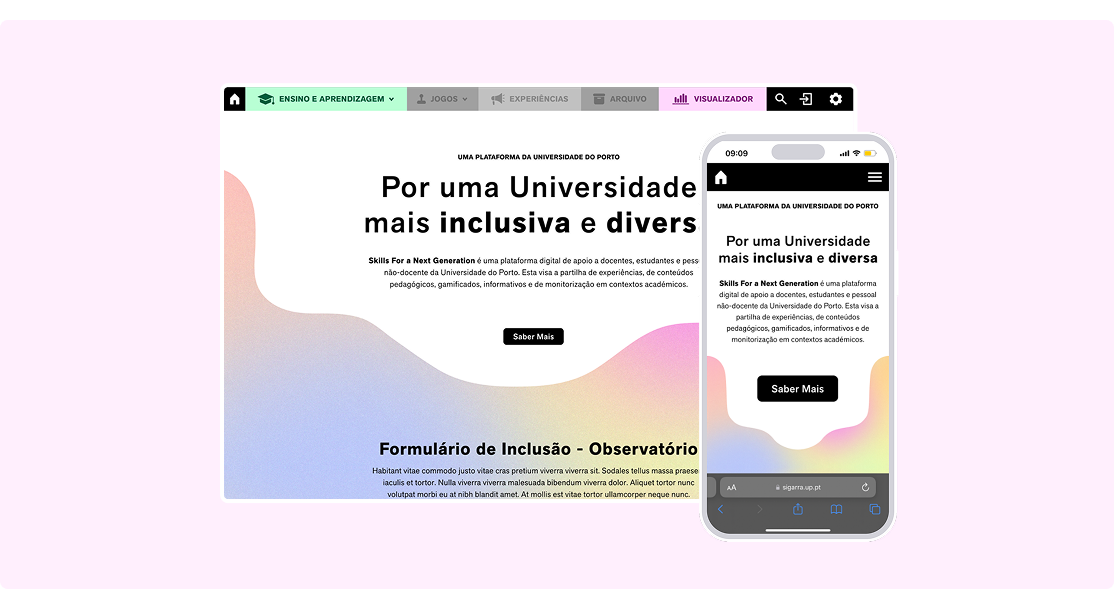 ENSINO E APRENDIZAGEM
JOGOS
EXPERIÊNCIAS
ARQUIVO
VISUALIZADOR
UMA PLATAFORMA DA UNIVERSIDADE DO PORTO
Por uma Universidade
mais inclusiva e divers
Skills For a Next Generation é uma plataforma digital de apoio a docentes, estudantes e pess
não-docente da Universidade do Porto. Esta visa a partilha de experiências, de conteúdos
pedagógicos, gamificados, informativos e de monitorização em contextos académicos.
Saber Mais
Formulário de Inclusão - Observatório
Habitant vitae commodo justo vitae cras pretium viverra viverra sit. Sodales tellus massa praese
iaculis et tortor. Nulla viverra viverra malesuada bibendum viverra dolor. Aliquet tortor nunc
volutpat morbi eu at nibh blandit amet. At mollis est vitae tortor ullamcorper neque nunc.
09:09
UMA PLATAFORMA DA UNIVERSIDADE DO PORTO
Por uma Universidade
mais inclusiva e diversa
Skills For a Next Generation é uma plataforma
digital de apoio a docentes, estudantes e pessoal
não-docente da Universidade do Porto. Esta visa a
partilha de experiências, de conteúdos
pedagógicos, gamificados, informativos e de
monitorização em contextos académicos.
Saber Mais
AA
sigarra.up.pt